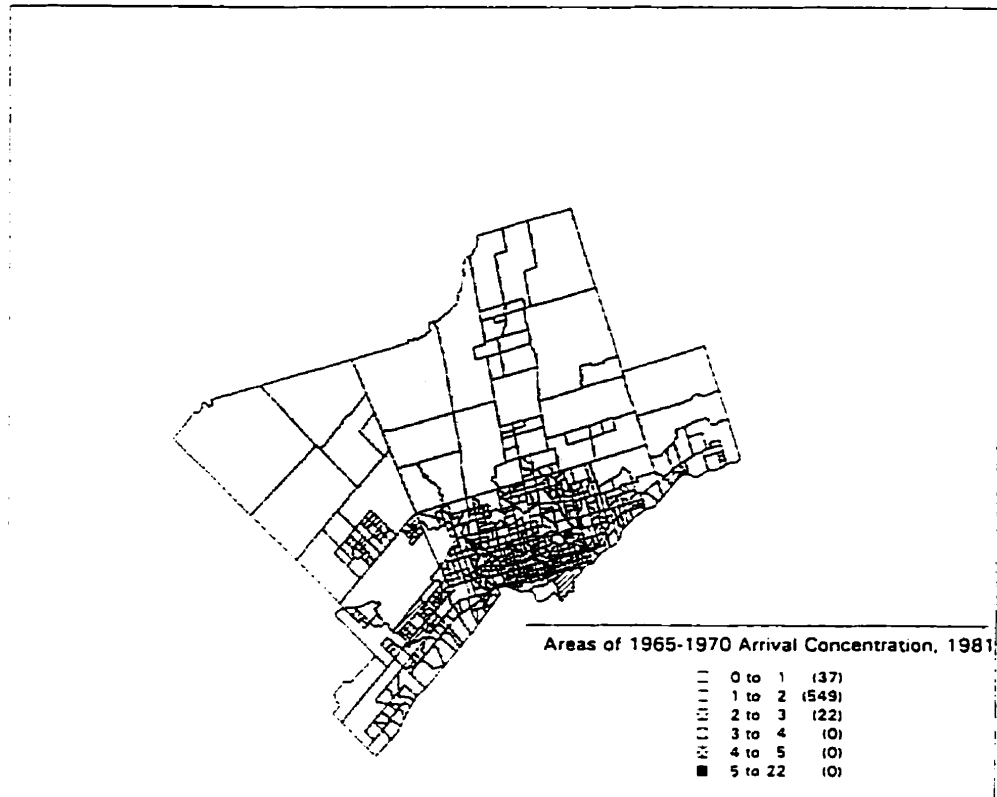 Areas of 1965-1970 Arrival Concentration, 1981
0 to 1 (37)
1 to 2 (549)
2 to 3 (22)
3 to 4 (0)
4 to 5 (0)
5 to 22 (0)